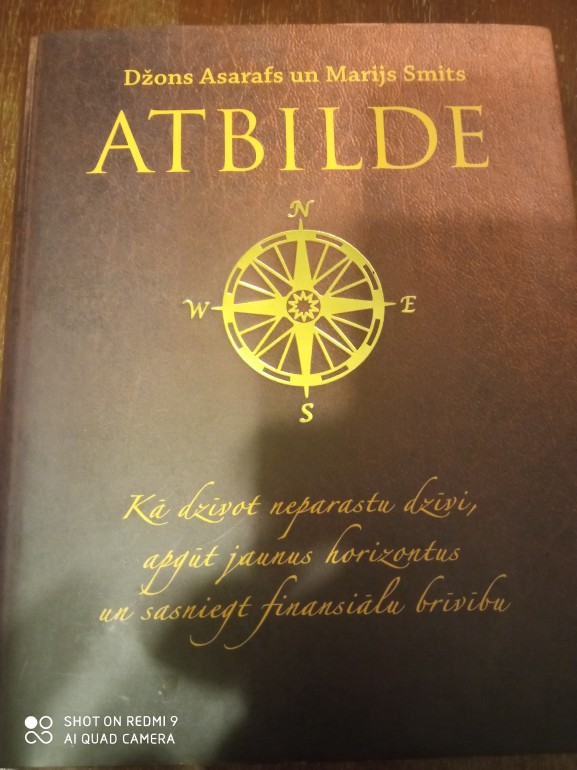 Džons Asarafs un Marijs Smits
ATBILDE
N
W E
S
Kā dzīvot neparastu dzīvi,
apgūt jaunus horizontus
un sasniegt finansiālu brīvību
SHOT ON REDMI 9
AI QUAD CAMERA